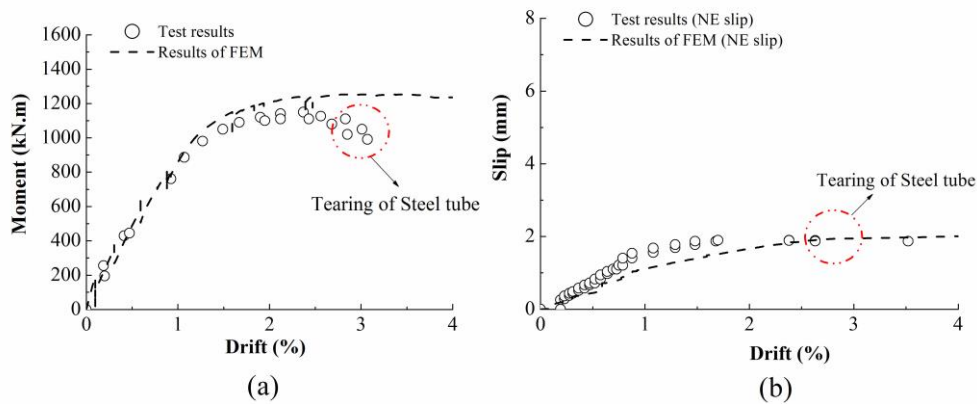 Test results
Results of FEM
1600
1400
1200
1000
800
600
400
200
0
Moment (kN.m)
Tearing of Steel tube
0 1 2 3 4
Drift (%)
(a)
Test results (NE slip)
Results of FEM (NE slip)
8
6
4
2
0
Slip (mm)
Tearing of Steel tube
0 1 2 3 4
Drift (%)
(b)